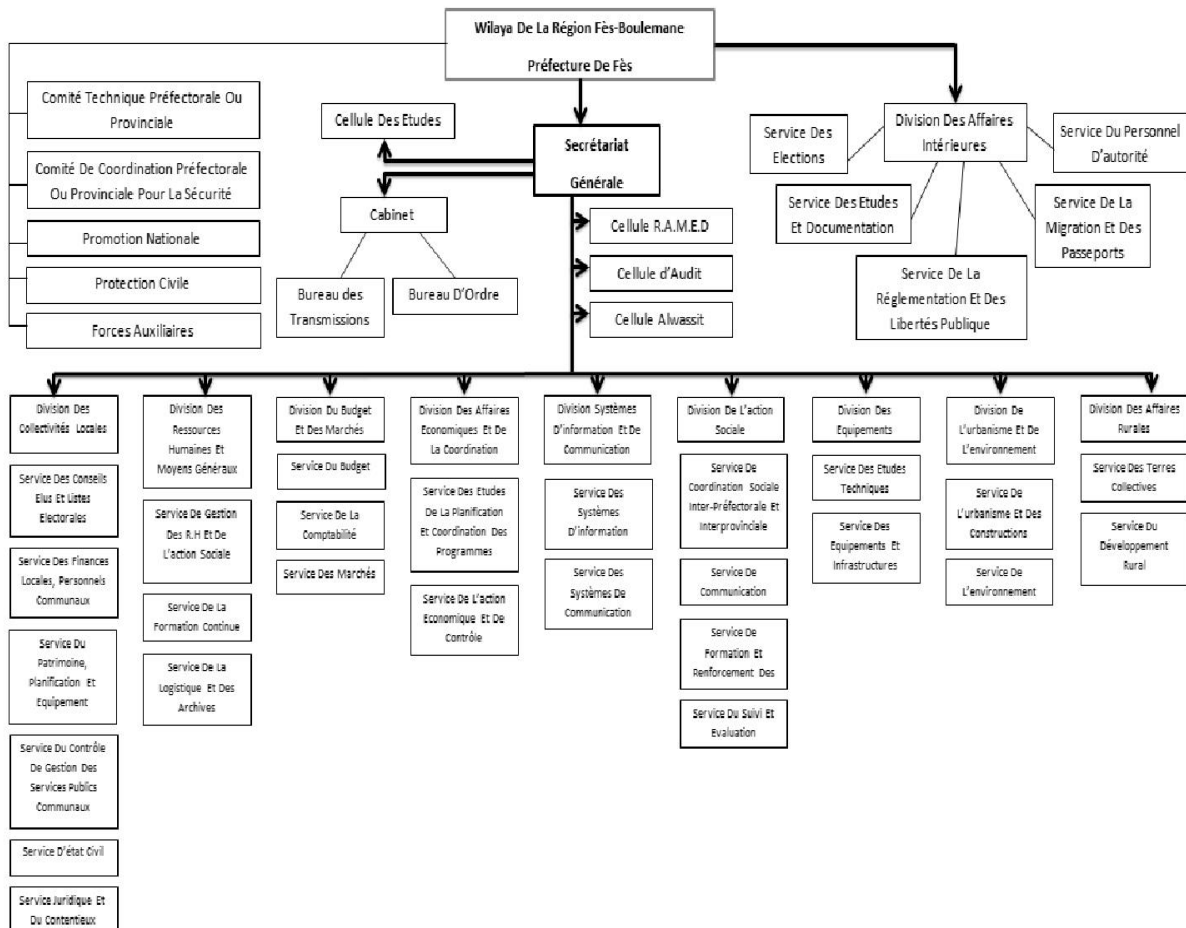 Wilaya De La Région Fès-Boulemane
Préfecture De Fès
Comité Technique Préfectorale Ou
Provinciale
Comité De Coordination Préfectorale
Ou Provinciale Pour La Sécurité
Promotion Nationale
Protection Civile
Forces Auxiliaires
Cellule Des Etudes
Secrétariat
Générale
Cabinet
Bureau des
Transmissions
Bureau D'Ordre
Cellule R.A.M.E.D
Cellule d'Audit
Cellule Alwassit
Division Des Affaires
Intérieures
Service Des
Elections
Service Du Personnel
D'autorité
Service Des Etudes
Et Documentation
Service De La
Migration Et Des
Passeports
Service De La
Réglementation Et Des
Libertés Publique
Division Des
Collectivités Locales
Service Des Conseils
Elus Et Listes
Electorales
Service Des Finances
Locales, Personnels
Communaux
Service Du
Patrimoine,
Planification Et
Equipement
Service Du Contrôle
De Gestion Des
Services Publics
Communaux
Service D'état Civil
Service Juridique Et
Du Contentieux
Division Des
Ressources
Humaines Et
Moyens Généraux
Service De Gestion
Des R.H Et De
L'action Sociale
Service De La
Formation Continue
Service De La
Logistique Et Des
Archives
Division Du Budget
Et Des Marchés
Service Du Budget
Service De La
Comptabilité
Service Des Marchés
Division Des Affaires
Economiques Et De
La Coordination
Service Des Etudes
De La Planification
Et Coordination Des
Programmes
Service De L'action
Economique Et De
Contrôle
Division Systèmes
D'information Et De
Communication
Service Des
Systèmes
D'information
Service Des
Systèmes De
Communication
Division De L'action
Sociale
Service De
Coordination Sociale
Inter-Préfectorale Et
Interprovinciale
Service De
Communication
Service De
Formation Et
Renforcement Des
Service Du Suivi Et
Evaluation
Division Des
Equipements
Service Des Etudes
Techniques
Service Des
Equipements Et
Infrastructures
Division De
L'urbanisme Et De
L'environnement
Service De
L'urbanisme Et Des
Constructions
Service De
L'environnement
Division Des Affaires
Rurales
Service Des Terres
Collectives
Service Du
Développement
Rural